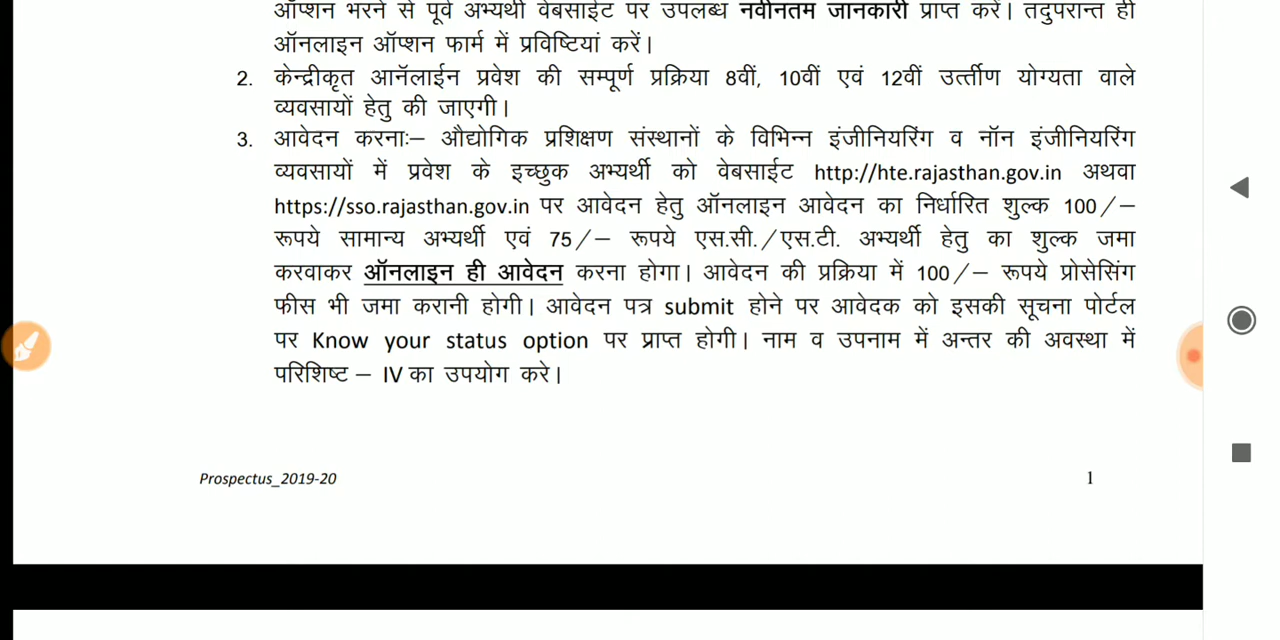 ऑप्शन भरने से पूर्व अभ्यर्थी वेबसाईट पर उपलब्ध नवीनतम जानकारी प्राप्त करें। तदुपरान्त ही
ऑनलाइन ऑप्शन फार्म में प्रविष्टियां करें।
2. केन्द्रीकृत आनॅलाईन प्रवेश की सम्पूर्ण प्रक्रिया 8वीं, 10वीं एवं 12वीं उर्त्तीण योग्यता वाले
व्यवसायों हेतु की जाएगी।
3. आवेदन करनाः– औद्योगिक प्रशिक्षण संस्थानों के विभिन्न इंजीनियरिंग व नॉन इंजीनियरिंग
व्यवसायों में प्रवेश के इच्छुक अभ्यर्थी को वेबसाईट http://hte.rajasthan.gov.in अथवा
https://sso.rajasthan.gov.in पर आवेदन हेतु ऑनलाइन आवेदन का निर्धारित शुल्क 100/–
रूपये सामान्य अभ्यर्थी एवं 75/– रूपये एस.सी./एस.टी. अभ्यर्थी हेतु का शुल्क जमा
करवाकर ऑनलाइन ही आवेदन करना होगा। आवेदन की प्रक्रिया में 100/– रूपये प्रोसेसिंग
फीस भी जमा करानी होगी। आवेदन पत्र submit होने पर आवेदक को इसकी सूचना पोर्टल
पर Know your status option पर प्राप्त होगी। नाम व उपनाम में अन्तर की अवस्था में
परिशिष्ट – IV का उपयोग करे।
Prospectus_2019-20 1